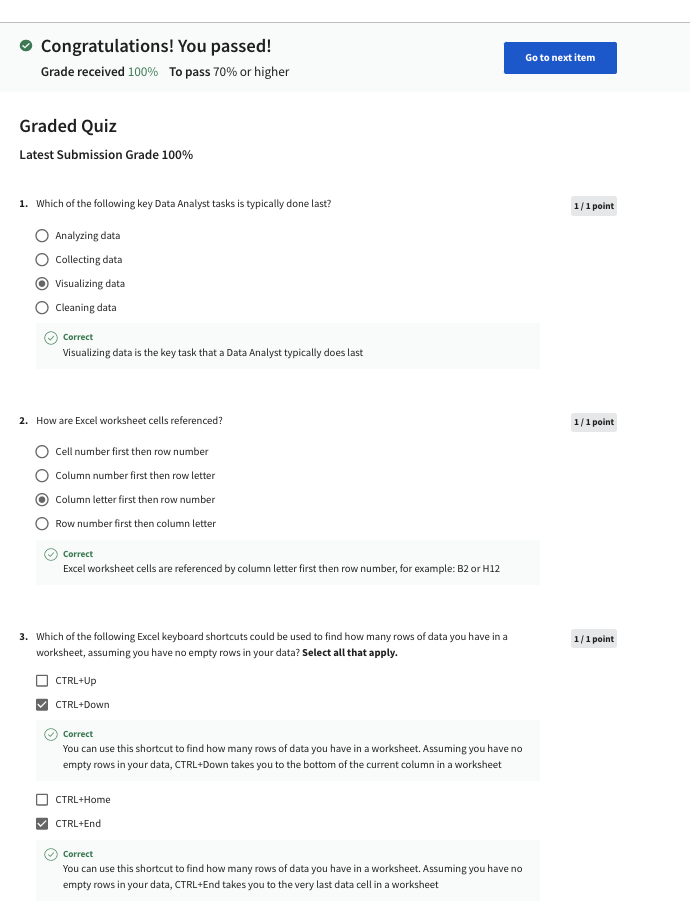 Congratulations! You passed!
Grade received 100% To pass 70% or higher
Go to next item
Graded Quiz
Latest Submission Grade 100%
1. Which of the following key Data Analyst tasks is typically done last?
1 / 1 point
Analyzing data
Collecting data
Visualizing data
Cleaning data
Correct
Visualizing data is the key task that a Data Analyst typically does last
2. How are Excel worksheet cells referenced?
1 / 1 point
Cell number first then row number
Column number first then row letter
Column letter first then row number
Row number first then column letter
Correct
Excel worksheet cells are referenced by column letter first then row number, for example: B2 or H12
3. Which of the following Excel keyboard shortcuts could be used to find how many rows of data you have in a
worksheet, assuming you have no empty rows in your data? Select all that apply.
1 / 1 point
CTRL+Up
CTRL+Down
Correct
You can use this shortcut to find how many rows of data you have in a worksheet. Assuming you have no
empty rows in your data, CTRL+Down takes you to the bottom of the current column in a worksheet
CTRL+Home
CTRL+End
Correct
You can use this shortcut to find how many rows of data you have in a worksheet. Assuming you have no
empty rows in your data, CTRL+End takes you to the very last data cell in a worksheet